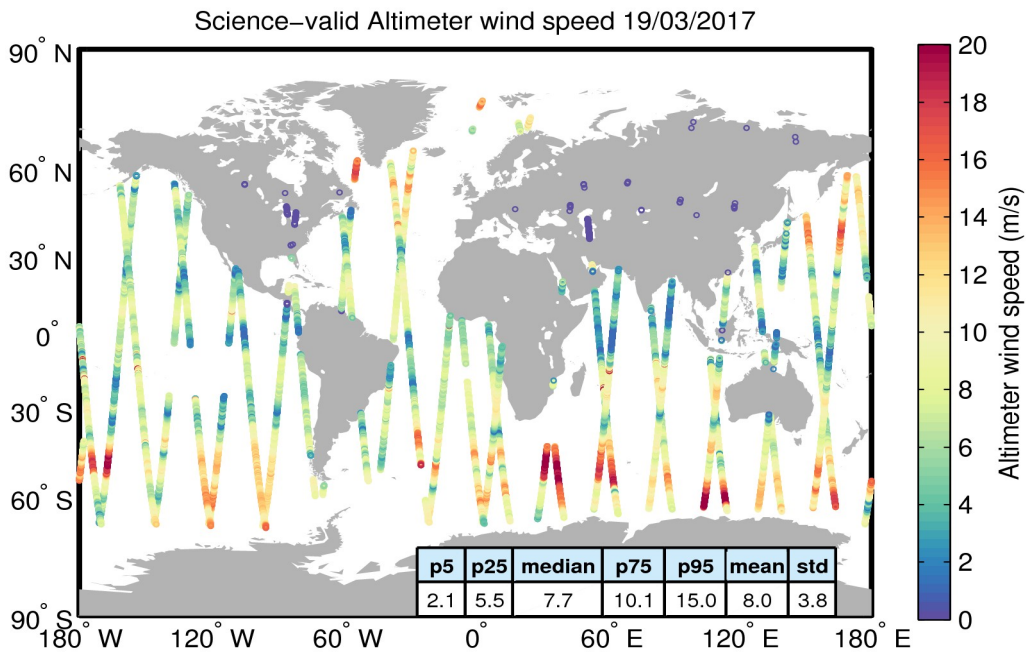 Science−valid Altimeter wind speed 19/03/2017
90° N
60° N
30° N
0°
30° S
60° S
90° S
180° W
120° W
60° W
0°
60° E
120° E
180° E
p5 p25 median p75 p95 mean std
2.1 5.5 7.7 10.1 15.0 8.0 3.8
20
18
16
14
12
10
8
6
4
2
0
Altimeter wind speed (m/s)